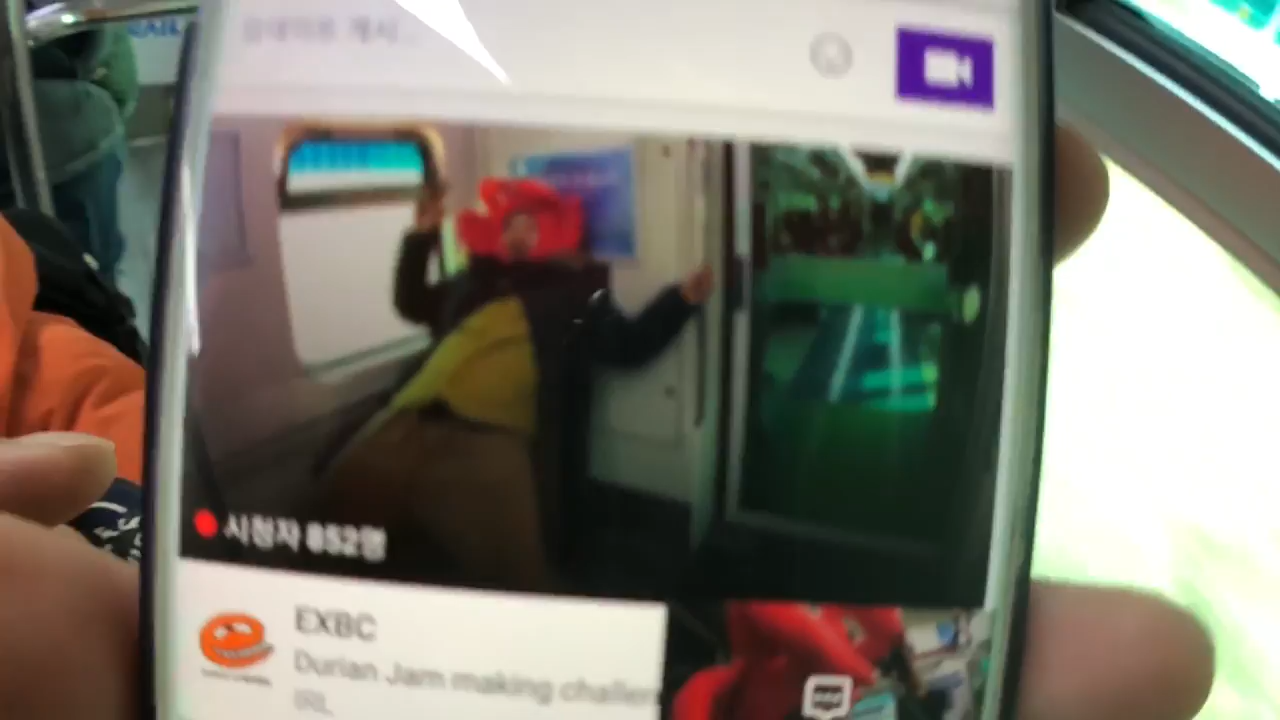 시청자 852명
EXBC
Durian Jam making challen
IRL